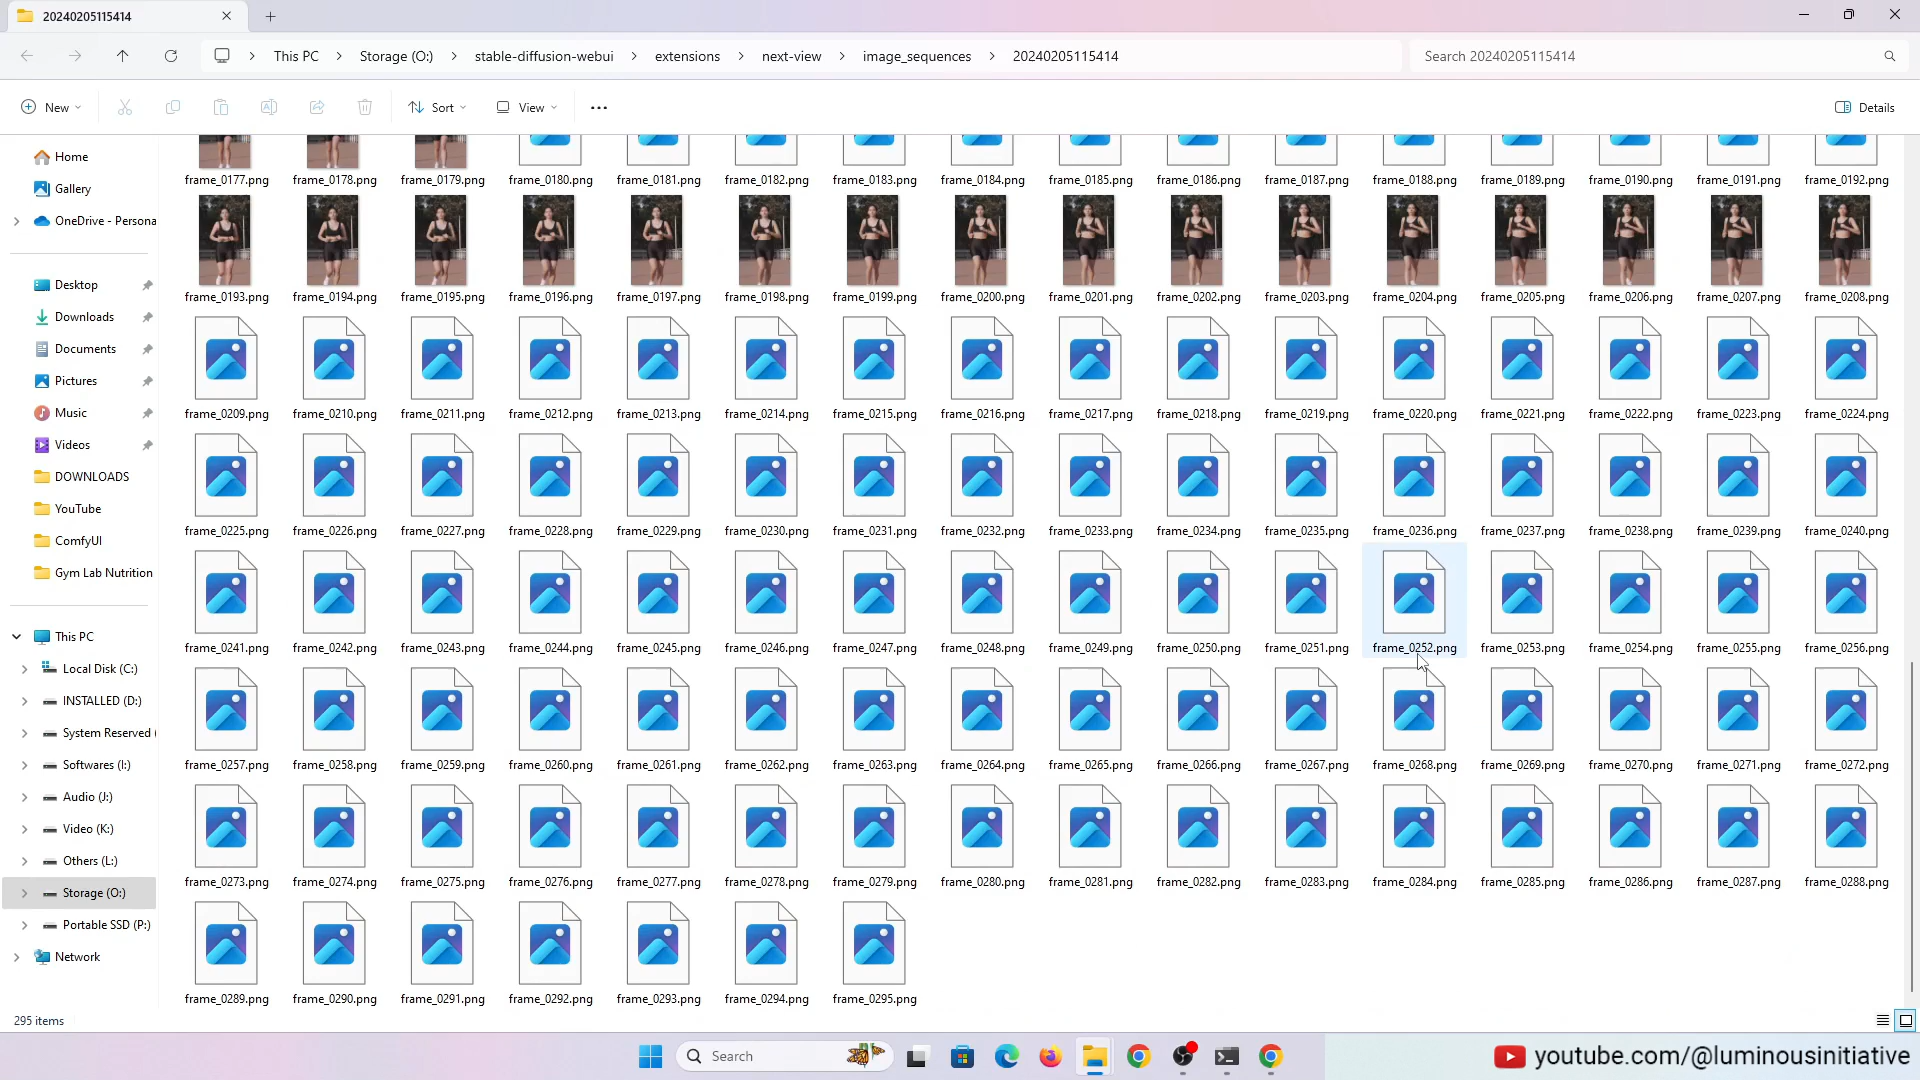 20240205115414
This PC
Storage (O:)
stable-diffusion-webui
extensions
next-view
image_sequences
20240205115414
Search 20240205115414
New
Sort
View
Details
Home
Gallery
OneDrive - Persona
Desktop
Downloads
Documents
Pictures
Music
Videos
DOWNLOADS
YouTube
ComfyUI
Gym Lab Nutrition
This PC
Local Disk (C:)
INSTALLED (D:)
System Reserved (
Softwares (I:)
Audio (J:)
Video (K:)
Others (L:)
Storage (O:)
Portable SSD (P:)
Network
frame_0177.png frame_0178.png frame_0179.png frame_0180.png frame_0181.png frame_0182.png frame_0183.png frame_0184.png frame_0185.png frame_0186.png frame_0187.png frame_0188.png frame_0189.png frame_0190.png frame_0191.png frame_0192.png
frame_0193.png frame_0194.png frame_0195.png frame_0196.png frame_0197.png frame_0198.png frame_0199.png frame_0200.png frame_0201.png frame_0202.png frame_0203.png frame_0204.png frame_0205.png frame_0206.png frame_0207.png frame_0208.png
frame_0209.png frame_0210.png frame_0211.png frame_0212.png frame_0213.png frame_0214.png frame_0215.png frame_0216.png frame_0217.png frame_0218.png frame_0219.png frame_0220.png frame_0221.png frame_0222.png frame_0223.png frame_0224.png
frame_0225.png frame_0226.png frame_0227.png frame_0228.png frame_0229.png frame_0230.png frame_0231.png frame_0232.png frame_0233.png frame_0234.png frame_0235.png frame_0236.png frame_0237.png frame_0238.png frame_0239.png frame_0240.png
frame_0241.png frame_0242.png frame_0243.png frame_0244.png frame_0245.png frame_0246.png frame_0247.png frame_0248.png frame_0249.png frame_0250.png frame_0251.png frame_0252.png frame_0253.png frame_0254.png frame_0255.png frame_0256.png
frame_0257.png frame_0258.png frame_0259.png frame_0260.png frame_0261.png frame_0262.png frame_0263.png frame_0264.png frame_0265.png frame_0266.png frame_0267.png frame_0268.png frame_0269.png frame_0270.png frame_0271.png frame_0272.png
frame_0273.png frame_0274.png frame_0275.png frame_0276.png frame_0277.png frame_0278.png frame_0279.png frame_0280.png frame_0281.png frame_0282.png frame_0283.png frame_0284.png frame_0285.png frame_0286.png frame_0287.png frame_0288.png
frame_0289.png frame_0290.png frame_0291.png frame_0292.png frame_0293.png frame_0294.png frame_0295.png
295 items
Search
youtube.com/@luminousinitiative